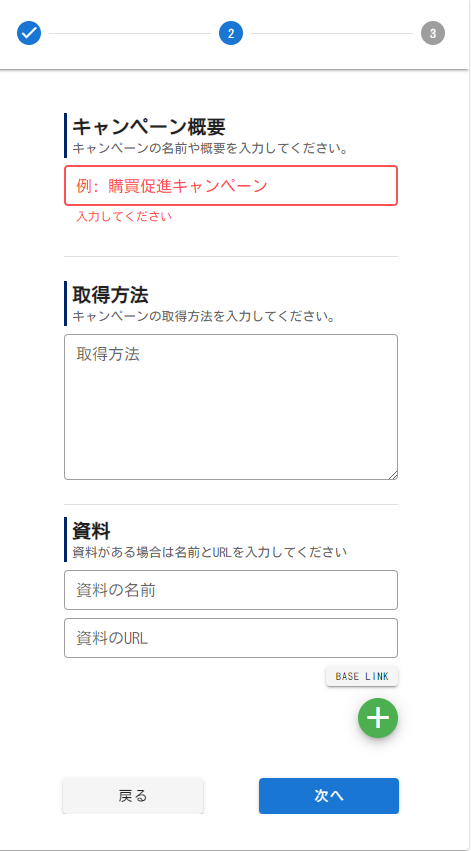 2
3
キャンペーン概要
キャンペーンの名前や概要を入力してください。
例: 購買促進キャンペーン
入力してください
取得方法
キャンペーンの取得方法を入力してください。
取得方法
資料
資料がある場合は名前とURLを入力してください
資料の名前
資料のURL
BASE LINK
戻る
次へ